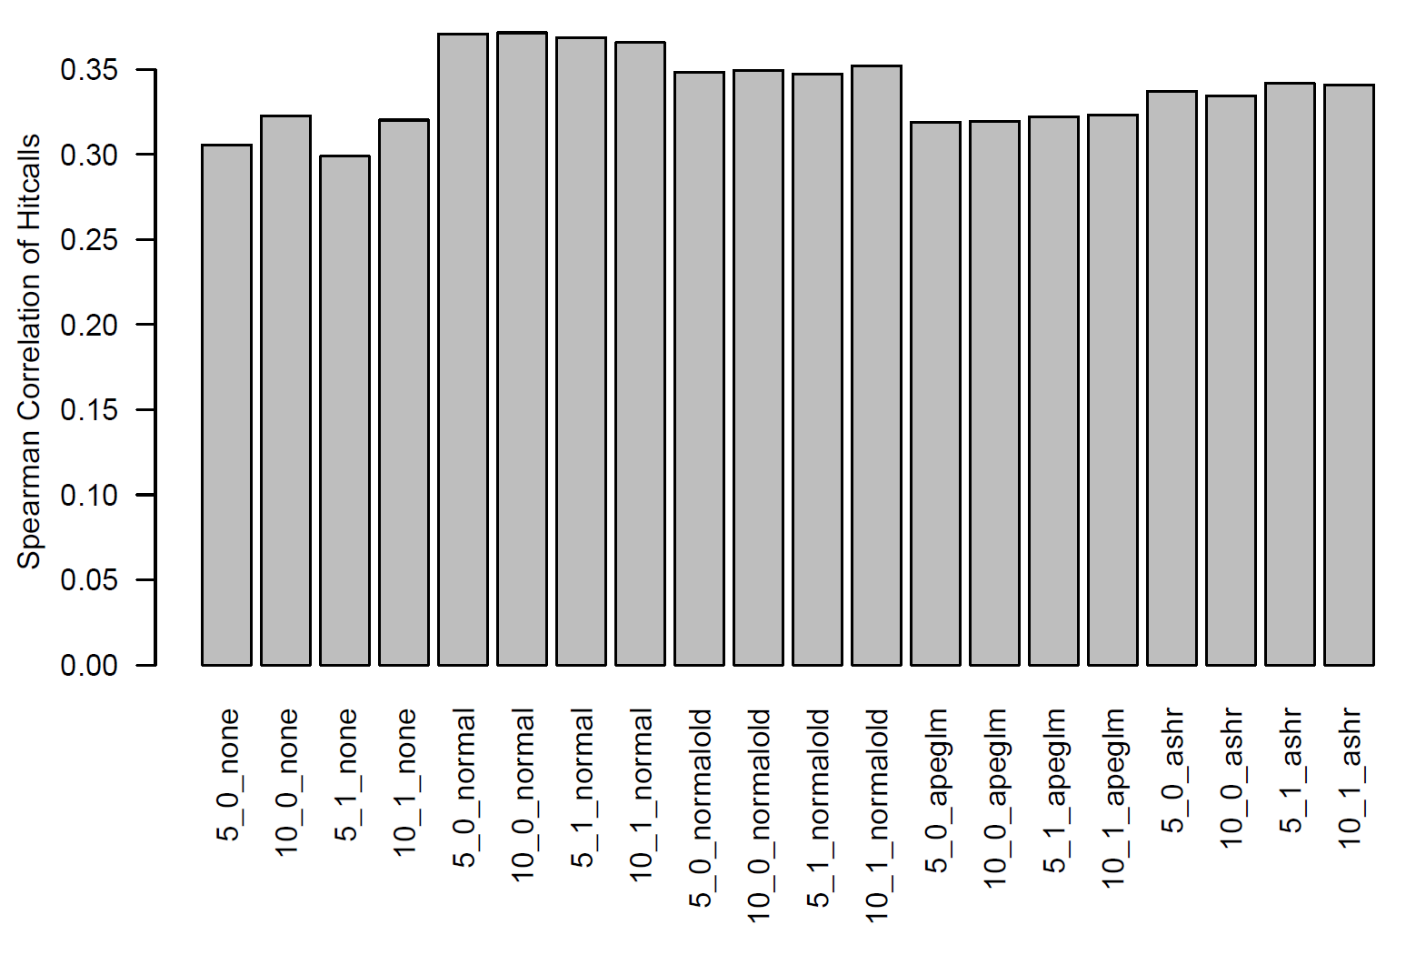 Spearman Correlation of Hitcalls
0.35
0.30
0.25
0.20
0.15
0.10
0.05
0.00
5_0_none
10_0_none
5_1_none
10_1_none
5_0_normal
10_0_normal
5_1_normal
10_1_normal
5_0_normalold
10_0_normalold
5_1_normalold
10_1_normalold
5_0_apeglm
10_0_apeglm
5_1_apeglm
10_1_apeglm
5_0_ashr
10_0_ashr
5_1_ashr
10_1_ashr